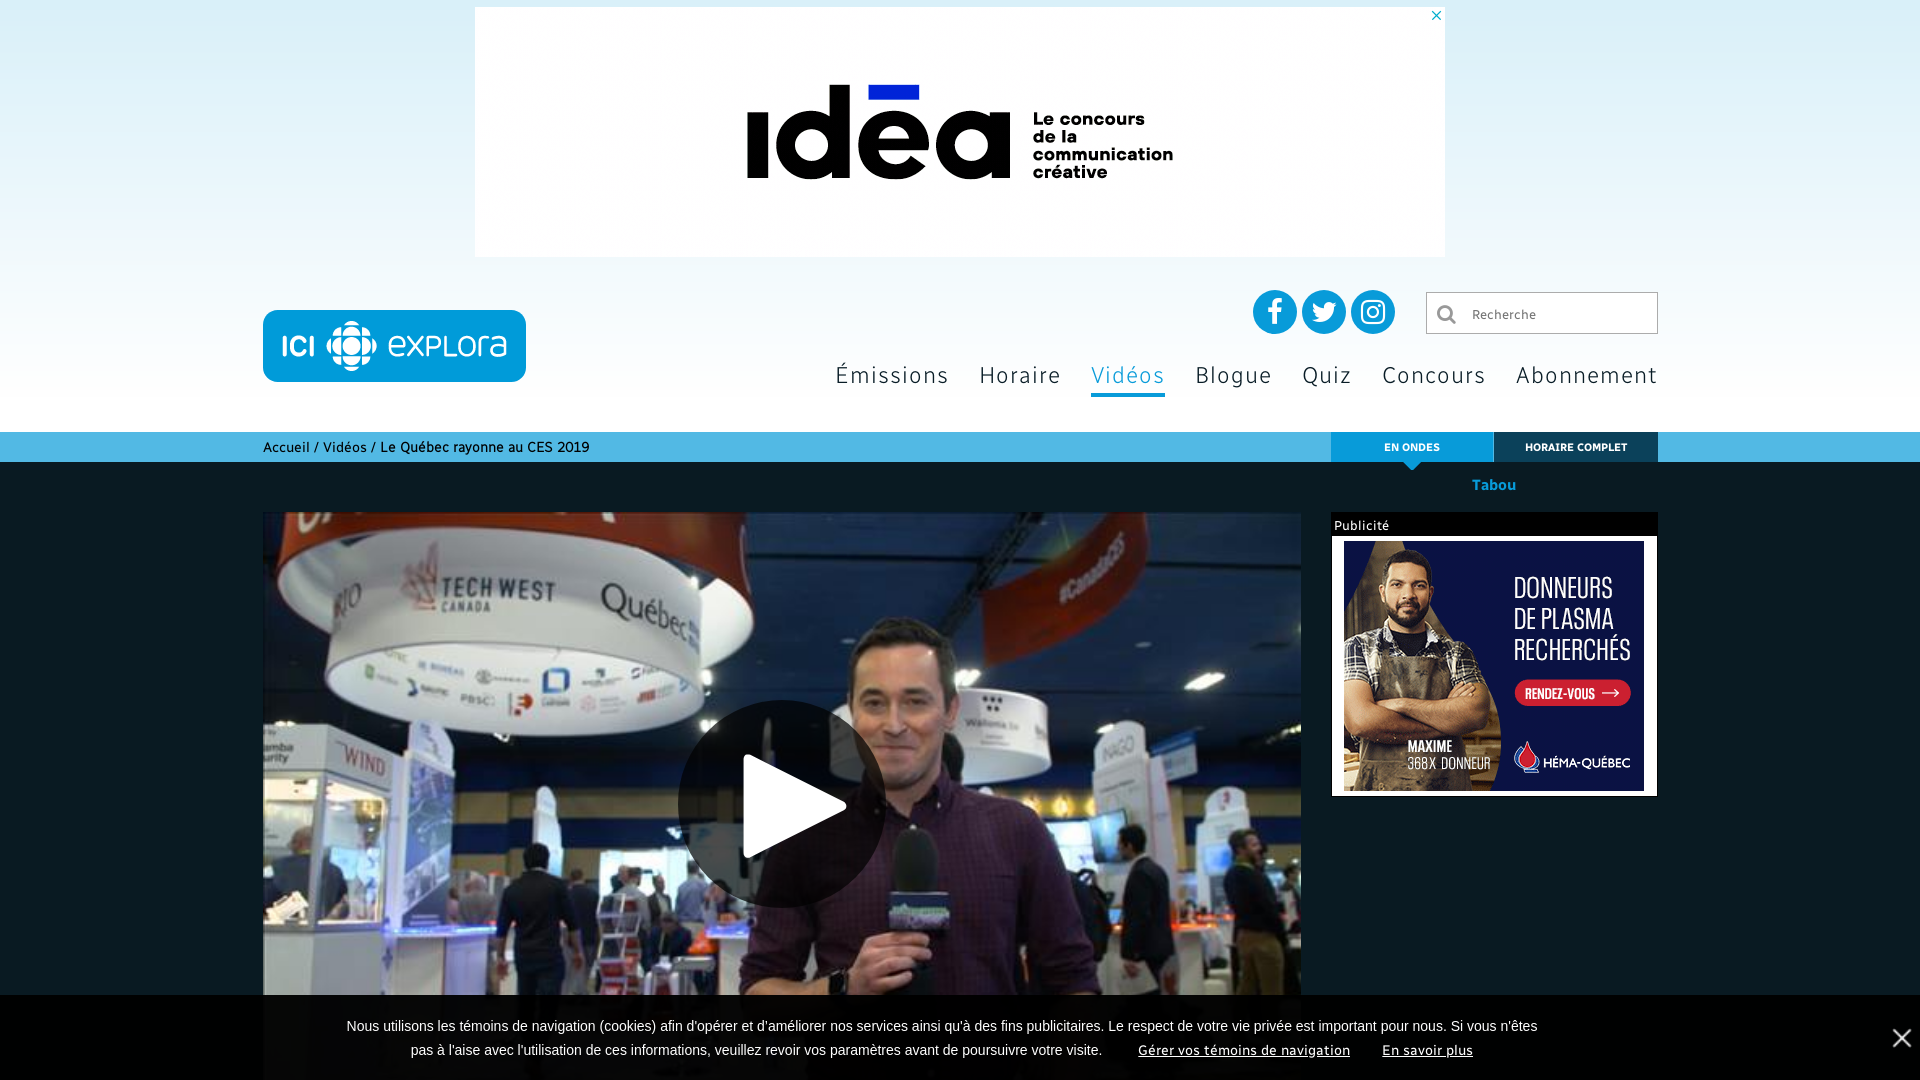 idēa
Le concours
de la
communication
créative
ICI explora
Recherche
Émissions Horaire Vidéos Blogue Quiz Concours Abonnement
Accueil / Vidéos / Le Québec rayonne au CES 2019
EN ONDES
HORAIRE COMPLET
Tabou
#CanadaCES
TECH WEST
CANADA
Québec
WIND
NAGO
Publicité
DONNEURS
DE PLASMA
RECHERCHÉS
RENDEZ-VOUS
MAXIME
368X DONNEUR
HÉMA-QUÉBEC
Nous utilisons les témoins de navigation (cookies) afin d'opérer et d’améliorer nos services ainsi qu'à des fins publicitaires. Le respect de votre vie privée est important pour nous. Si vous n'êtes
pas à l'aise avec l'utilisation de ces informations, veuillez revoir vos paramètres avant de poursuivre votre visite. Gérer vos témoins de navigation En savoir plus